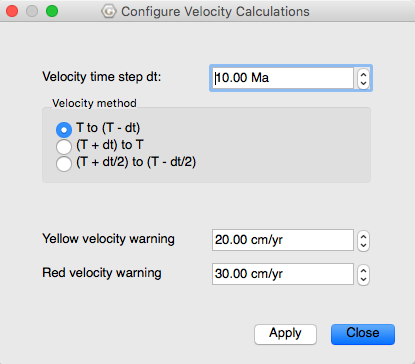 Configure Velocity Calculations
Velocity time step dt: 10.00 Ma
Velocity method
T to (T - dt)
(T + dt) to T
(T + dt/2) to (T - dt/2)
Yellow velocity warning 20.00 cm/yr
Red velocity warning 30.00 cm/yr
Apply Close